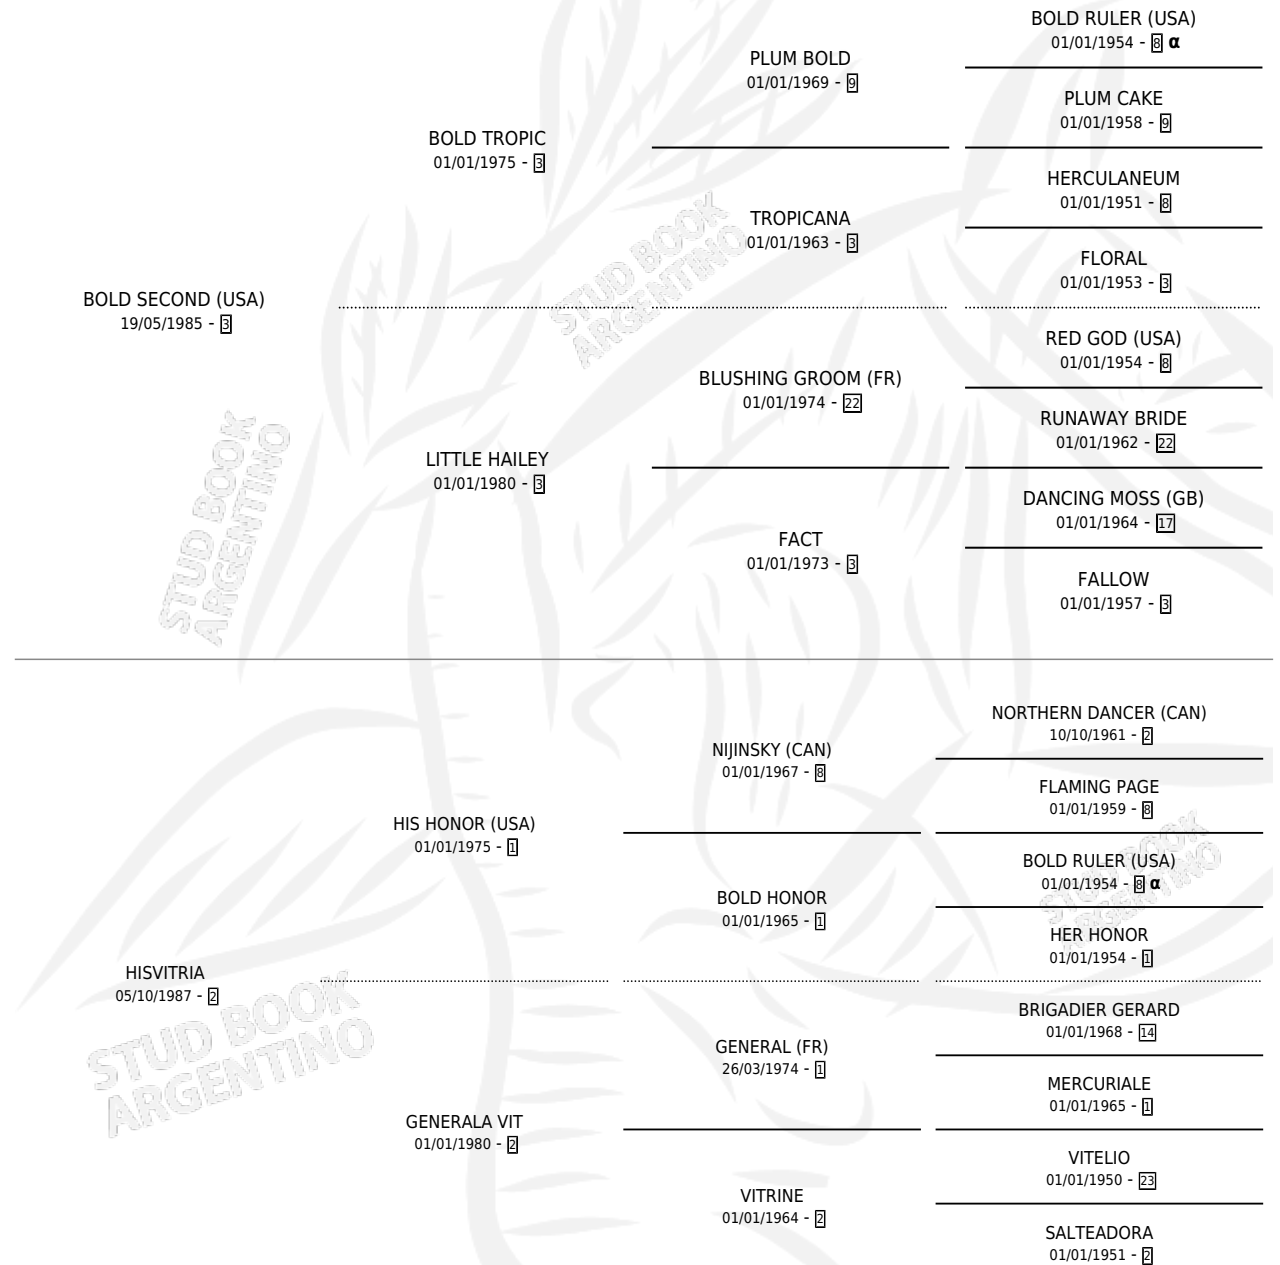 BOLD RULER (USA)
01/01/1954 - 8 α
PLUM BOLD
01/01/1969 - 9
PLUM CAKE
01/01/1958 - 9
BOLD TROPIC
01/01/1975 - 3
HERCULANEUM
01/01/1951 - 8
TROPICANA
01/01/1963 - 3
FLORAL
01/01/1953 - 3
BOLD SECOND (USA)
19/05/1985 - 3
RED GOD (USA)
01/01/1954 - 8
BLUSHING GROOM (FR)
01/01/1974 - 22
RUNAWAY BRIDE
01/01/1962 - 22
LITTLE HAILEY
01/01/1980 - 3
DANCING MOSS (GB)
01/01/1964 - 17
FACT
01/01/1973 - 3
FALLOW
01/01/1957 - 3
NORTHERN DANCER (CAN)
10/10/1961 - 2
NIJINSKY (CAN)
01/01/1967 - 8
FLAMING PAGE
01/01/1959 - 8
HIS HONOR (USA)
01/01/1975 - 1
BOLD RULER (USA)
01/01/1954 - 8 α
BOLD HONOR
01/01/1965 - 1
HER HONOR
01/01/1954 - 1
HISVITRIA
05/10/1987 - 2
BRIGADIER GERARD
01/01/1968 - 14
GENERAL (FR)
26/03/1974 - 1
MERCURIALE
01/01/1965 - 1
GENERALA VIT
01/01/1980 - 2
VITELIO
01/01/1950 - 23
VITRINE
01/01/1964 - 2
SALTEADORA
01/01/1951 - 2
STUD BOOK
ARGENTINO
STUD BOOK
ARGENTINO
STUD BOOK
ARGENTINO
STUD BOOK
ARGENTINO